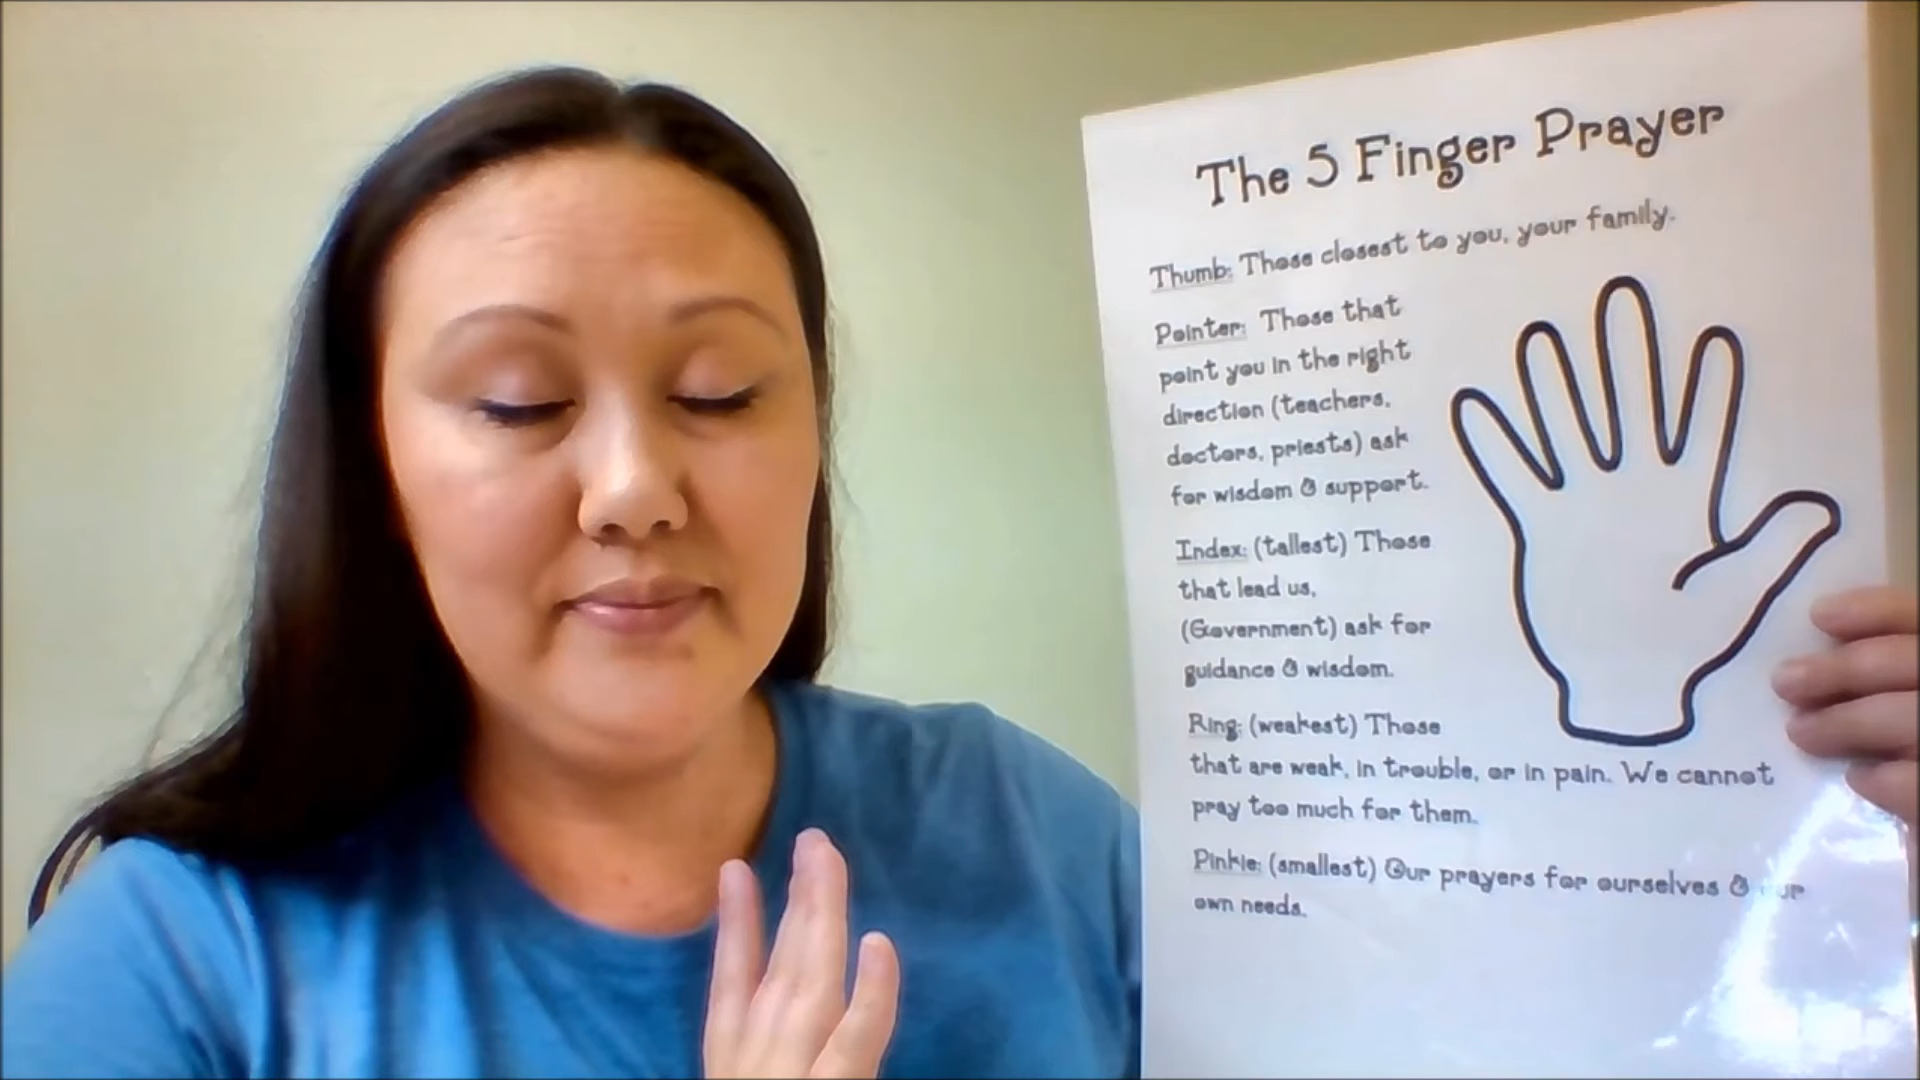 The 5 Finger Prayer
Thumb: Those closest to you, your family.
Pointer: Those that
point you in the right
direction (teachers,
doctors, priests) ask
for wisdom & support.
Index: (tallest) Those
that lead us,
(Government) ask for
guidance & wisdom.
Ring: (weakest) Those
that are weak, in trouble, or in pain. We cannot
pray too much for them.
Pinkie: (smallest) Our prayers for ourselves & our
own needs.